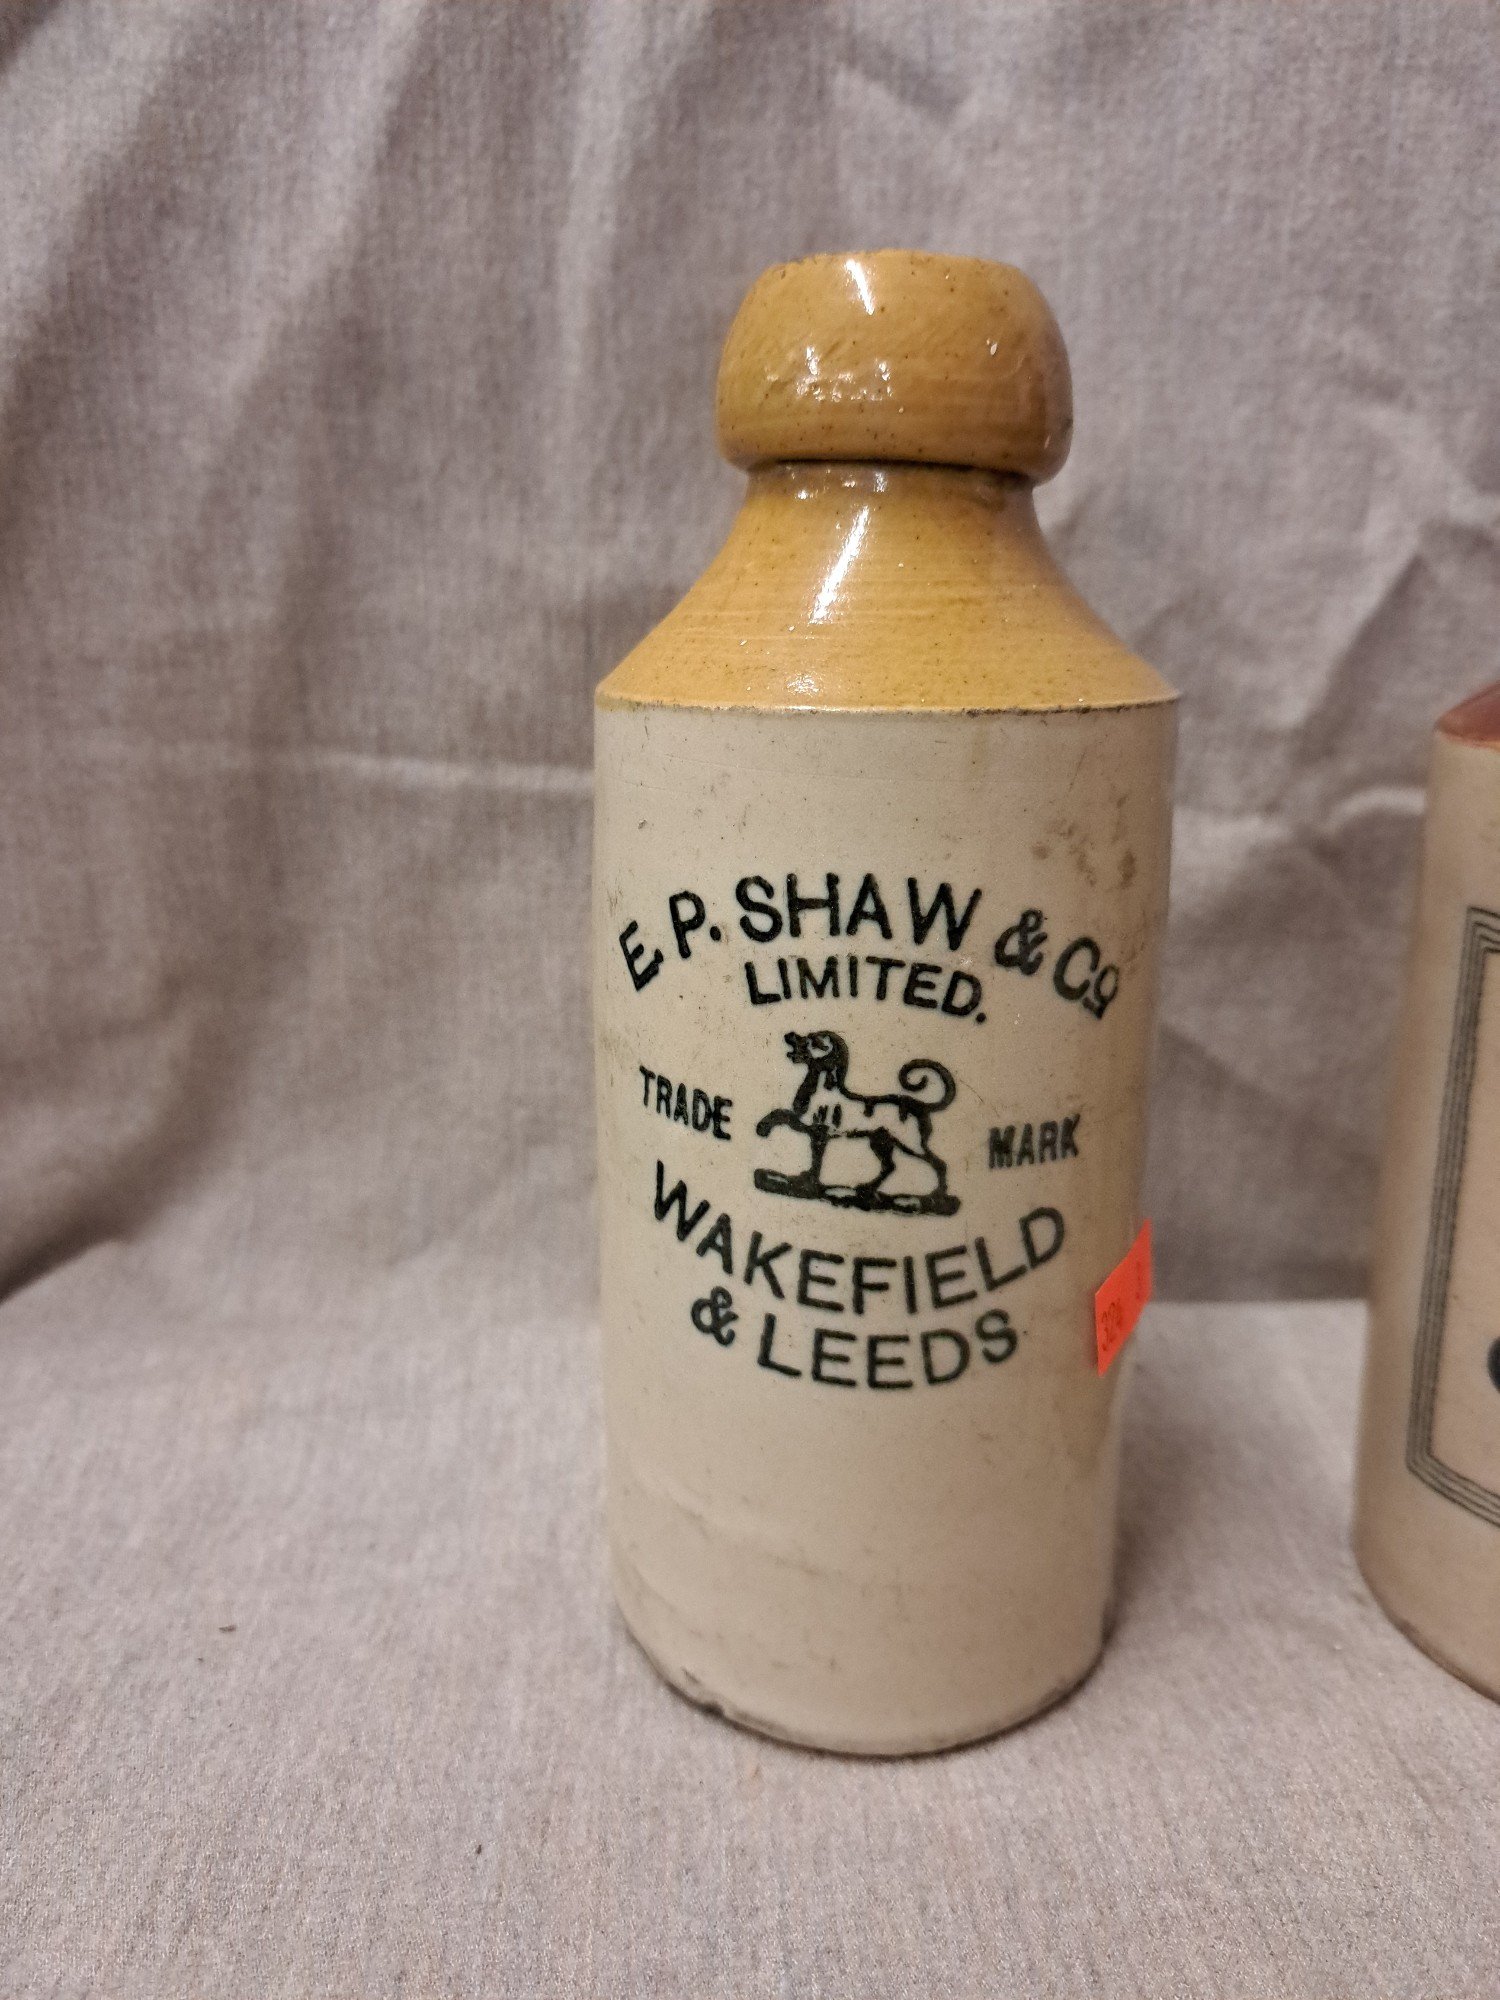 E P. SHAW & Co
LIMITED.
TRADE MARK
WAKEFIELD
& LEEDS